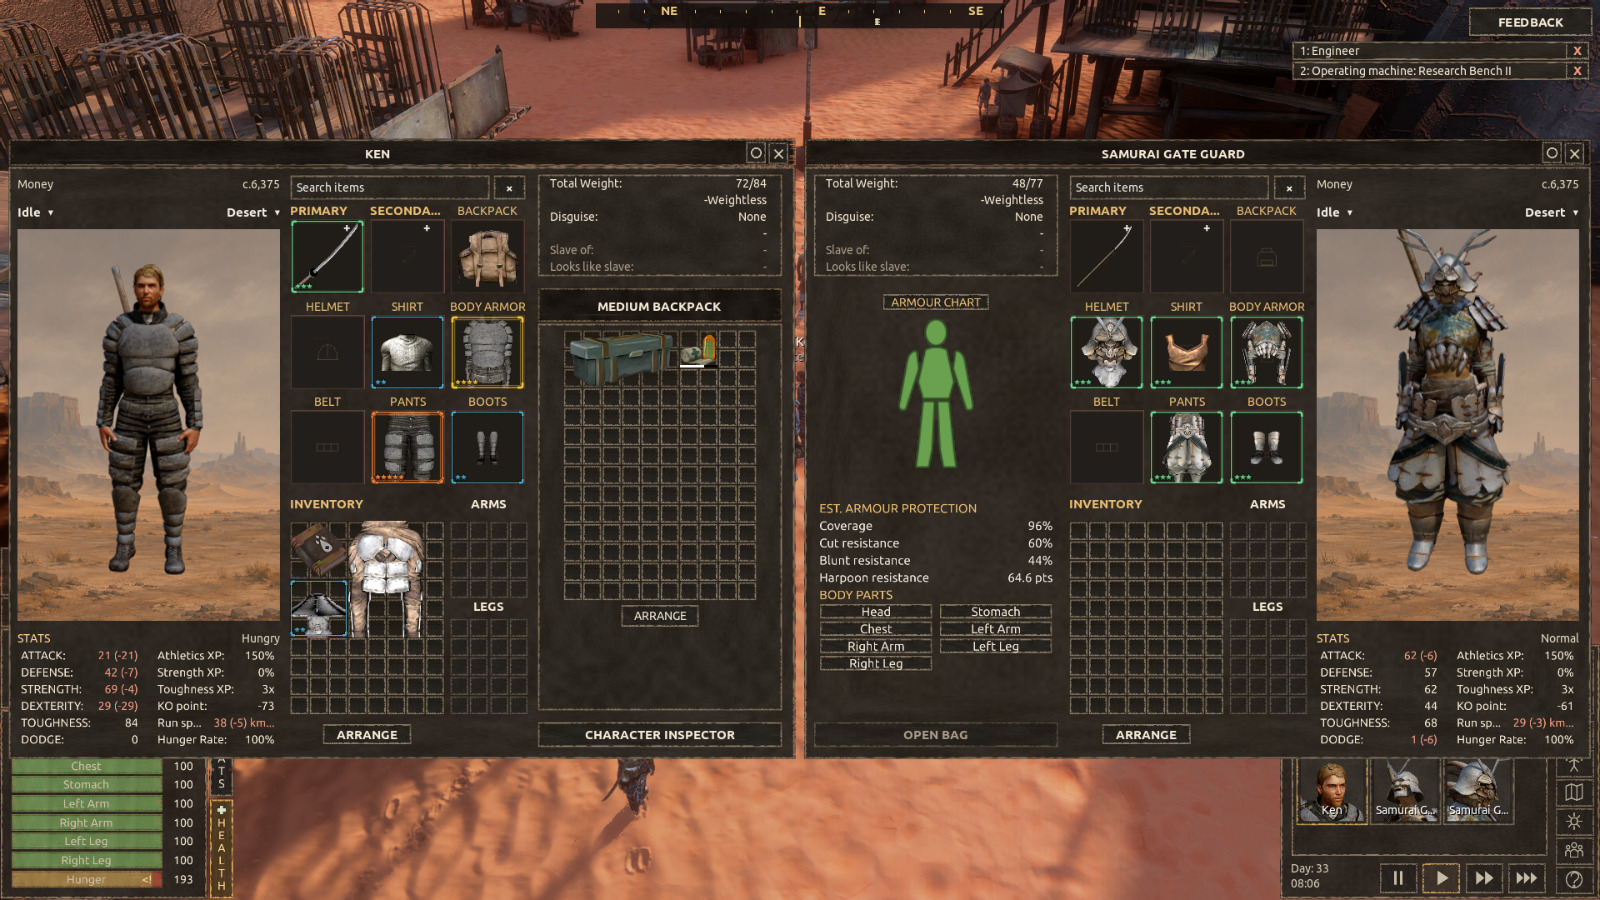 NE E SE
E
FEEDBACK
1: Engineer X
2: Operating machine: Research Bench II X
KEN
Money c.6,375
Idle Desert
Search items ×
PRIMARY SECONDA... BACKPACK
HELMET SHIRT BODY ARMOR
BELT PANTS BOOTS
INVENTORY ARMS
LEGS
ARRANGE
Total Weight: 72/84
-Weightless
Disguise: None
-
Slave of: -
Looks like slave: -
MEDIUM BACKPACK
ARRANGE
CHARACTER INSPECTOR
STATS Hungry
ATTACK: 21 (-21) Athletics XP: 150%
DEFENSE: 42 (-7) Strength XP: 0%
STRENGTH: 69 (-4) Toughness XP: 3x
DEXTERITY: 29 (-29) KO point: -73
TOUGHNESS: 84 Run sp... 38 (-5) km...
DODGE: 0 Hunger Rate: 100%
SAMURAI GATE GUARD
Total Weight: 48/77
-Weightless
Disguise: None
-
Slave of: -
Looks like slave: -
ARMOUR CHART
EST. ARMOUR PROTECTION
Coverage 96%
Cut resistance 60%
Blunt resistance 44%
Harpoon resistance 64.6 pts
BODY PARTS
Head Stomach
Chest Left Arm
Right Arm Left Leg
Right Leg
OPEN BAG
Search items ×
PRIMARY SECONDA... BACKPACK
HELMET SHIRT BODY ARMOR
BELT PANTS BOOTS
INVENTORY ARMS
LEGS
ARRANGE
Money c.6,375
Idle Desert
STATS Normal
ATTACK: 62 (-6) Athletics XP: 150%
DEFENSE: 57 Strength XP: 0%
STRENGTH: 62 Toughness XP: 3x
DEXTERITY: 44 KO point: -61
TOUGHNESS: 68 Run sp... 29 (-3) km...
DODGE: 1 (-6) Hunger Rate: 100%
Chest 100
Stomach 100
Left Arm 100
Right Arm 100
Left Leg 100
Right Leg 100
Hunger <! 193
HEALTH
Ken Samurai G... Samurai G...
Day: 33
08:06